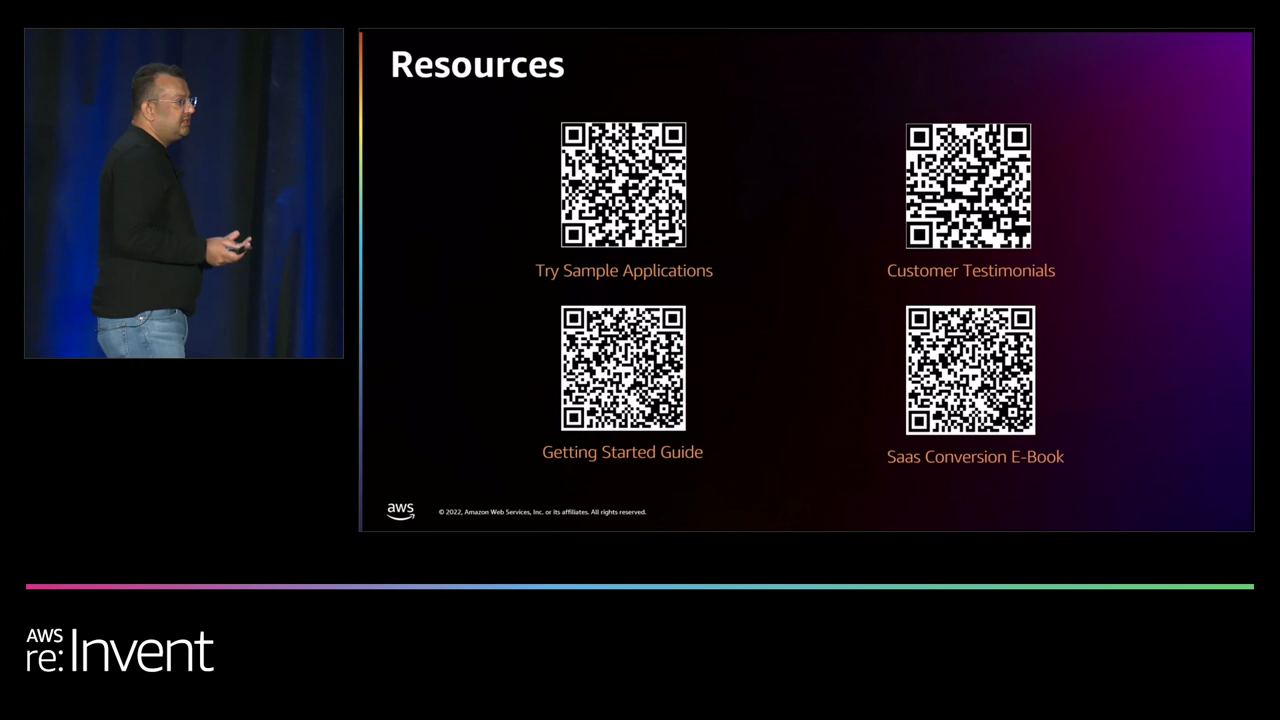 Resources
Try Sample Applications
Customer Testimonials
Getting Started Guide
Saas Conversion E-Book
aws
© 2022, Amazon Web Services, Inc. or its affiliates. All rights reserved.
AWS
re:Invent